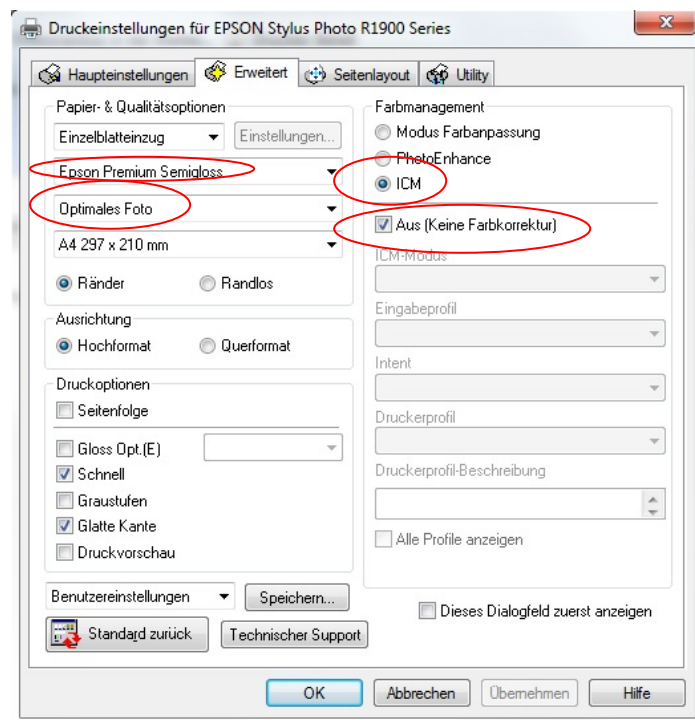 Druckeinstellungen für EPSON Stylus Photo R1900 Series
Haupteinstellungen
Erweitert
Seitenlayout
Utility
Papier- & Qualitätsoptionen
Einzelblatteinzug
Einstellungen...
Epson Premium Semigloss
Optimales Foto
A4 297 x 210 mm
Ränder
Randlos
Ausrichtung
Hochformat
Querformat
Druckoptionen
Seitenfolge
Gloss Opt.(E)
Schnell
Graustufen
Glatte Kante
Druckvorschau
Farbmanagement
Modus Farbanpassung
PhotoEnhance
ICM
Aus (Keine Farbkorrektur)
ICM-Modus
Eingabeprofil
Intent
Druckerprofil
Druckerprofil-Beschreibung
Alle Profile anzeigen
Benutzereinstellungen
Speichern...
Dieses Dialogfeld zuerst anzeigen
Standard zurück
Technischer Support
OK
Abbrechen
Übernehmen
Hilfe